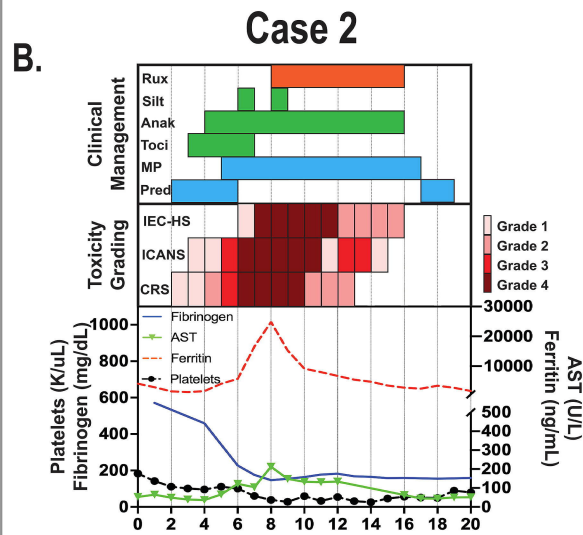 Case 2
B.
Clinical
Management
Rux
Silt
Anak
Toci
MP
Pred
Toxicity
Grading
IEC-HS
ICANS
CRS
Grade 1
Grade 2
Grade 3
Grade 4
Platelets (K/uL)
Fibrinogen (mg/dL)
1000
800
600
400
200
0
Fibrinogen
AST
Ferritin
Platelets
30000
20000
10000
500
400
300
200
100
0
AST (U/L)
Ferritin (ng/mL)
0 2 4 6 8 10 12 14 16 18 20